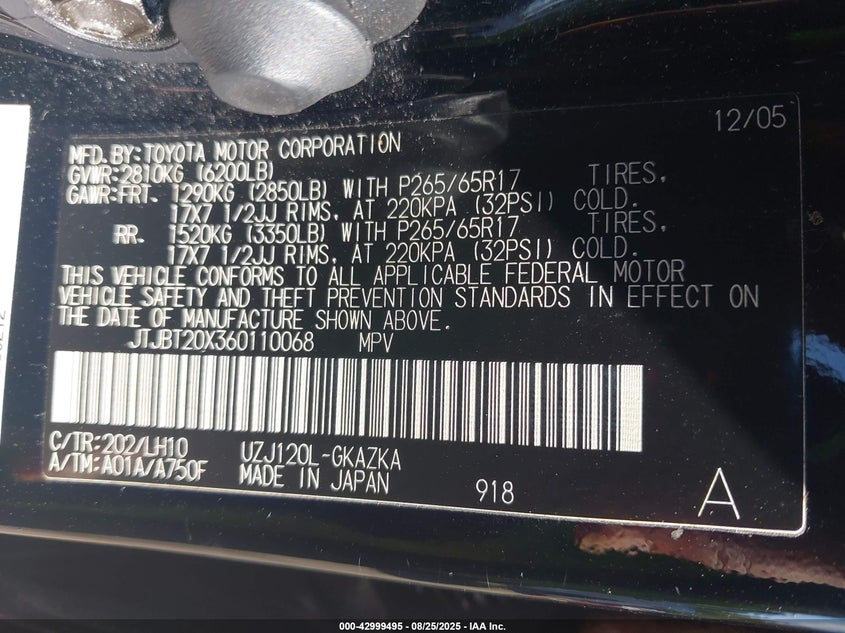 12/05
MFD.BY:TOYOTA MOTOR CORPORATION
GVWR:2810KG (6200LB)
GAWR:FRT. 1290KG (2850LB) WITH P265/65R17 TIRES,
17X7 1/2JJ RIMS, AT 220KPA (32PSI) COLD.
RR. 1520KG (3350LB) WITH P265/65R17 TIRES,
17X7 1/2JJ RIMS, AT 220KPA (32PSI) COLD.
THIS VEHICLE CONFORMS TO ALL APPLICABLE FEDERAL MOTOR
VEHICLE SAFETY AND THEFT PREVENTION STANDARDS IN EFFECT ON
THE DATE OF MANUFACTURE SHOWN ABOVE.
JTJBT20X360110068 MPV
C/TR:202/LH10 UZJ120L-GKAZKA
A/TM:A01A/A750F MADE IN JAPAN 918 A
000-42999495 - 08/25/2025 - IAA Inc.